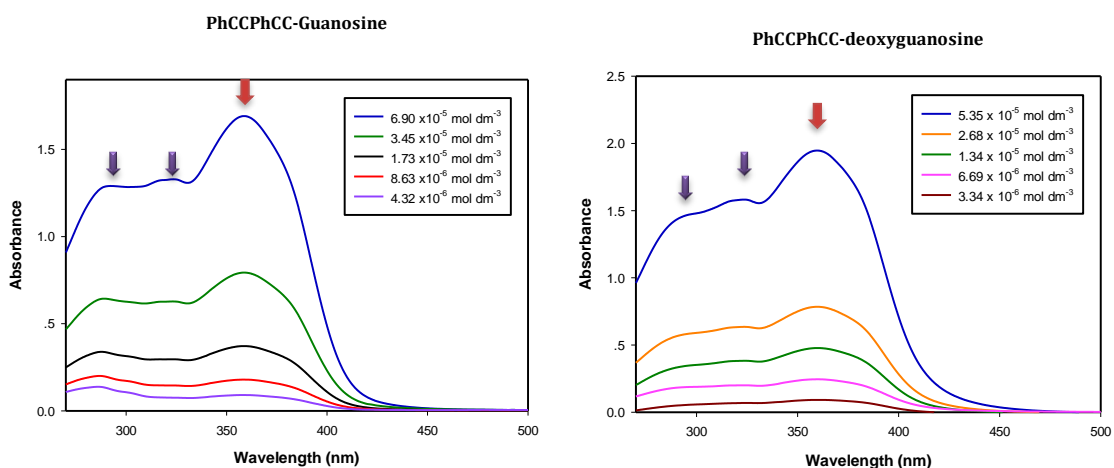 PhCCPhCC-Guanosine
1.5
1.0
.5
0.0
Absorbance
300
350
400
450
500
Wavelength (nm)
6.90 x10⁻⁵ mol dm⁻³
3.45 x10⁻⁵ mol dm⁻³
1.73 x10⁻⁵ mol dm⁻³
8.63 x10⁻⁶ mol dm⁻³
4.32 x10⁻⁶ mol dm⁻³
PhCCPhCC-deoxyguanosine
2.5
2.0
1.5
1.0
.5
0.0
Absorbance
300
350
400
450
500
Wavelength (nm)
5.35 x 10⁻⁵ mol dm⁻³
2.68 x 10⁻⁵ mol dm⁻³
1.34 x 10⁻⁵ mol dm⁻³
6.69 x 10⁻⁶ mol dm⁻³
3.34 x 10⁻⁶ mol dm⁻³